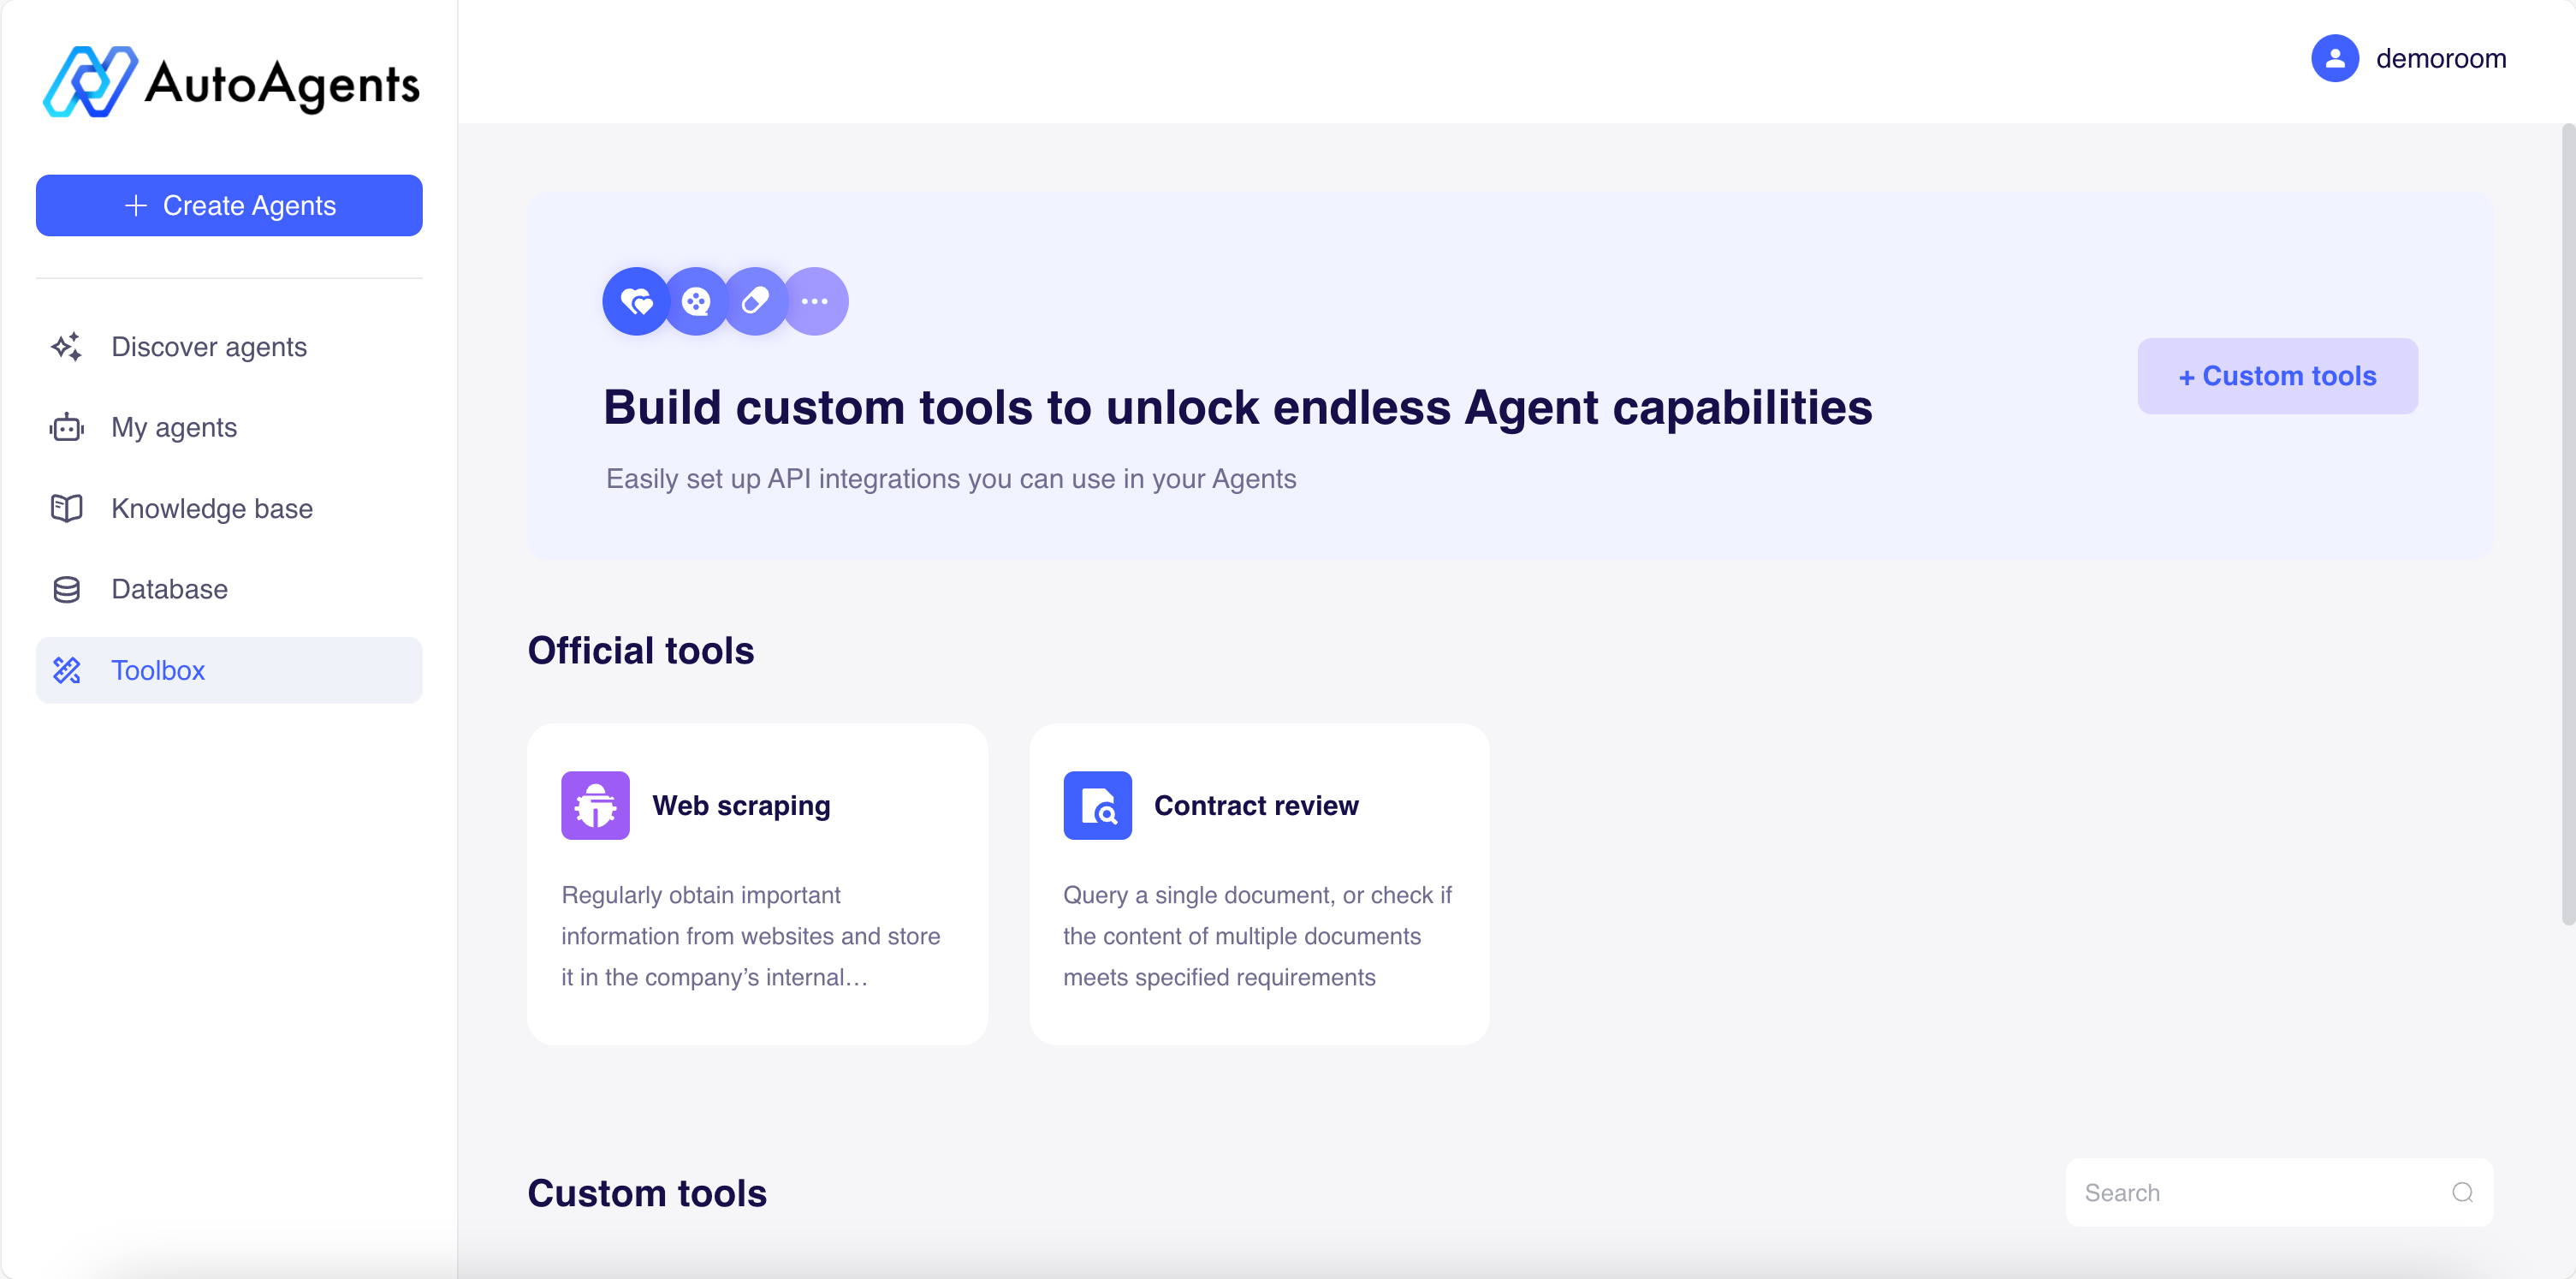 AutoAgents
Create Agents
Discover agents
My agents
Knowledge base
Database
Toolbox
demoroom
Build custom tools to unlock endless Agent capabilities
Easily set up API integrations you can use in your Agents
+ Custom tools
Official tools
Web scraping
Regularly obtain important
information from websites and store
it in the company’s internal…
Contract review
Query a single document, or check if
the content of multiple documents
meets specified requirements
Custom tools
Search